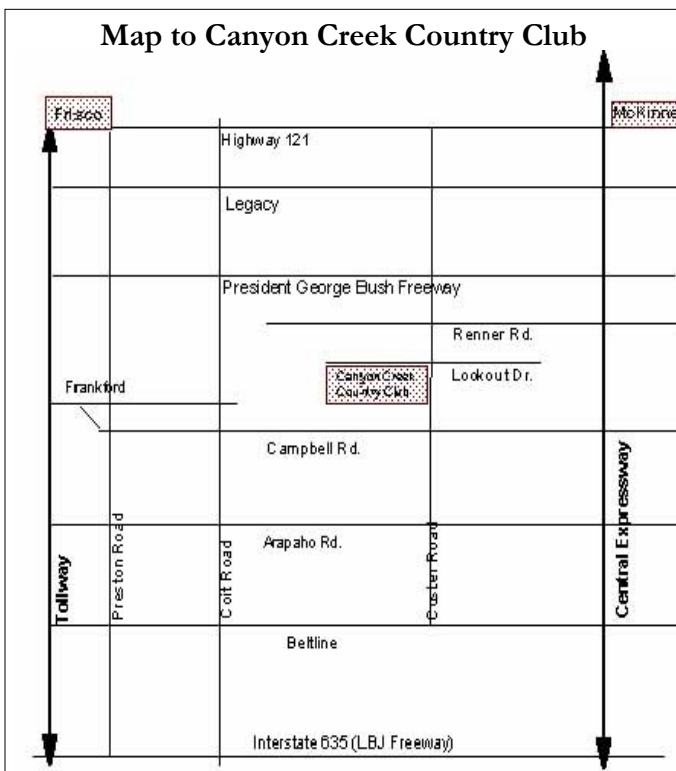 Map to Canyon Creek Country Club
Frisco
McKinne
Highway 121
Legacy
President George Bush Freeway
Renner Rd.
Canyon Creek
Country Club
Lookout Dr.
Frankford
Campbell Rd.
Arapaho Rd.
Tollway
Preston Road
Coit Road
Custer Road
Central Expressway
Beltline
Interstate 635 (LBJ Freeway)